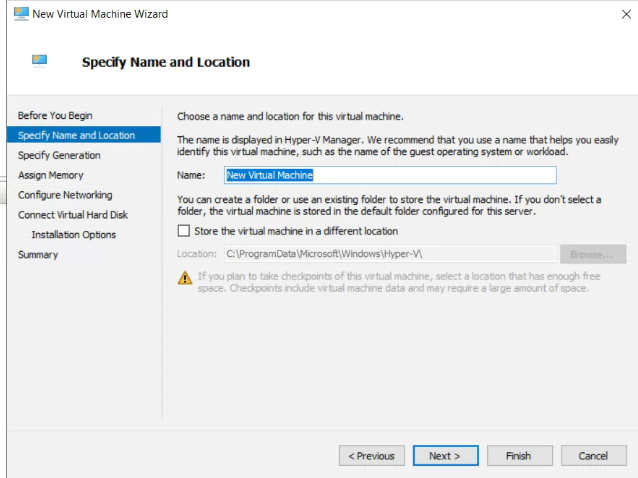 New Virtual Machine Wizard
Specify Name and Location
Before You Begin
Specify Name and Location
Specify Generation
Assign Memory
Configure Networking
Connect Virtual Hard Disk
Installation Options
Summary
Choose a name and location for this virtual machine.
The name is displayed in Hyper-V Manager. We recommend that you use a name that helps you easily
identify this virtual machine, such as the name of the guest operating system or workload.
Name: New Virtual Machine
You can create a folder or use an existing folder to store the virtual machine. If you don't select a
folder, the virtual machine is stored in the default folder configured for this server.
Store the virtual machine in a different location
Location: C:\ProgramData\Microsoft\Windows\Hyper-V\ Browse...
If you plan to take checkpoints of this virtual machine, select a location that has enough free
space. Checkpoints include virtual machine data and may require a large amount of space.
< Previous Next > Finish Cancel